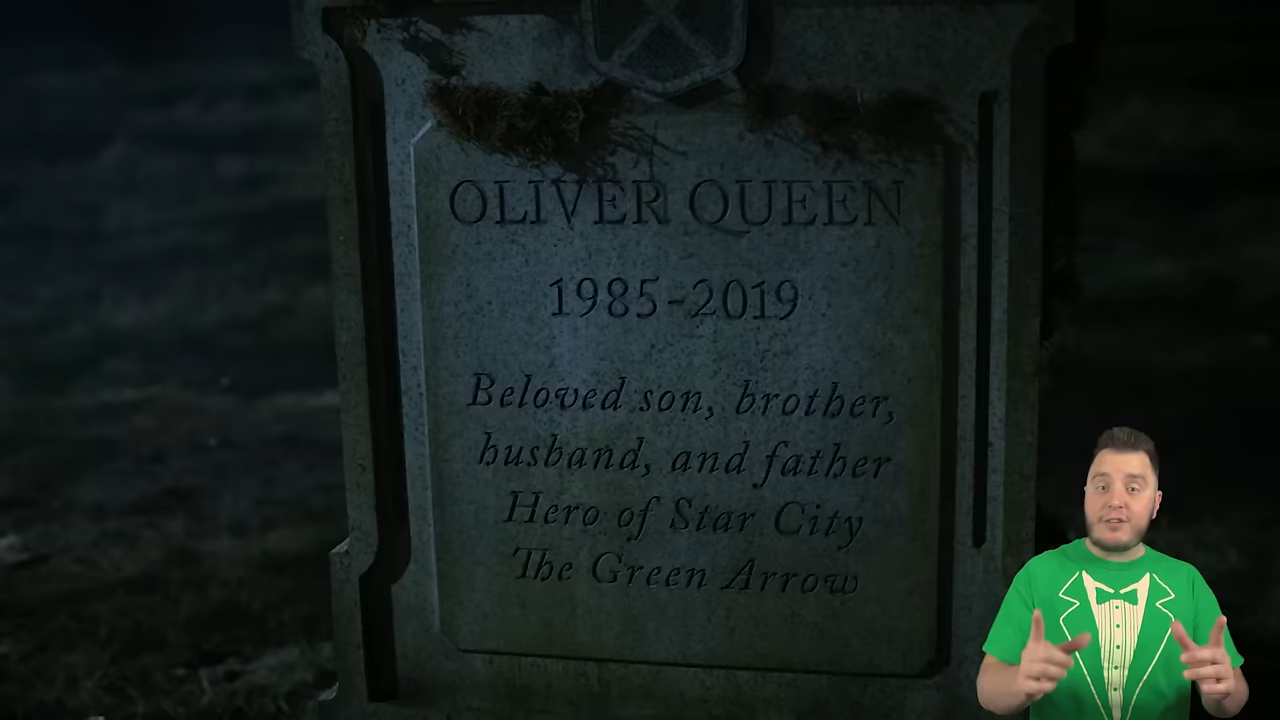 OLIVER QUEEN
1985-2019
Beloved son, brother,
husband, and father
Hero of Star City
The Green Arrow